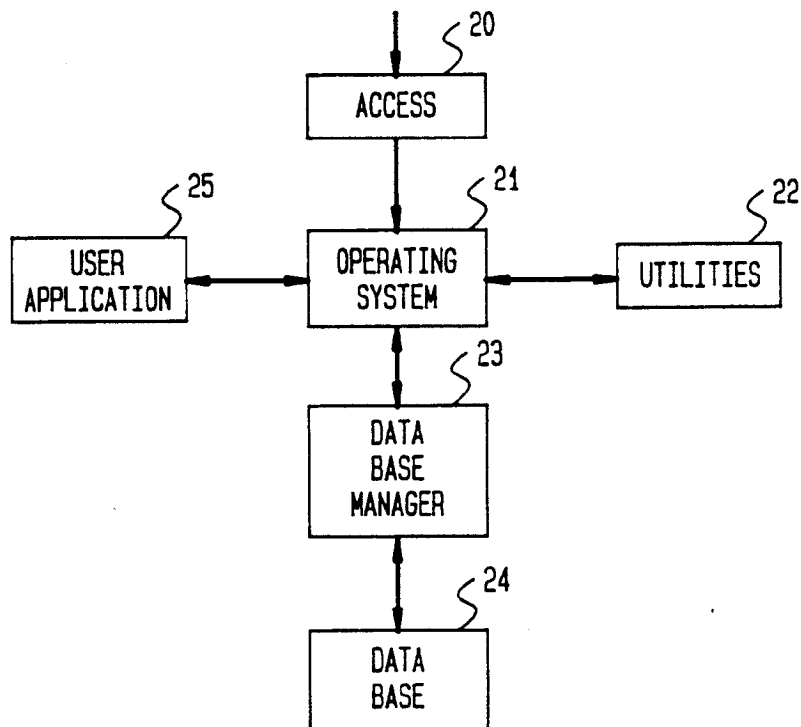 20
ACCESS
25
21
22
USER
APPLICATION
OPERATING
SYSTEM
UTILITIES
23
DATA
BASE
MANAGER
24
DATA
BASE